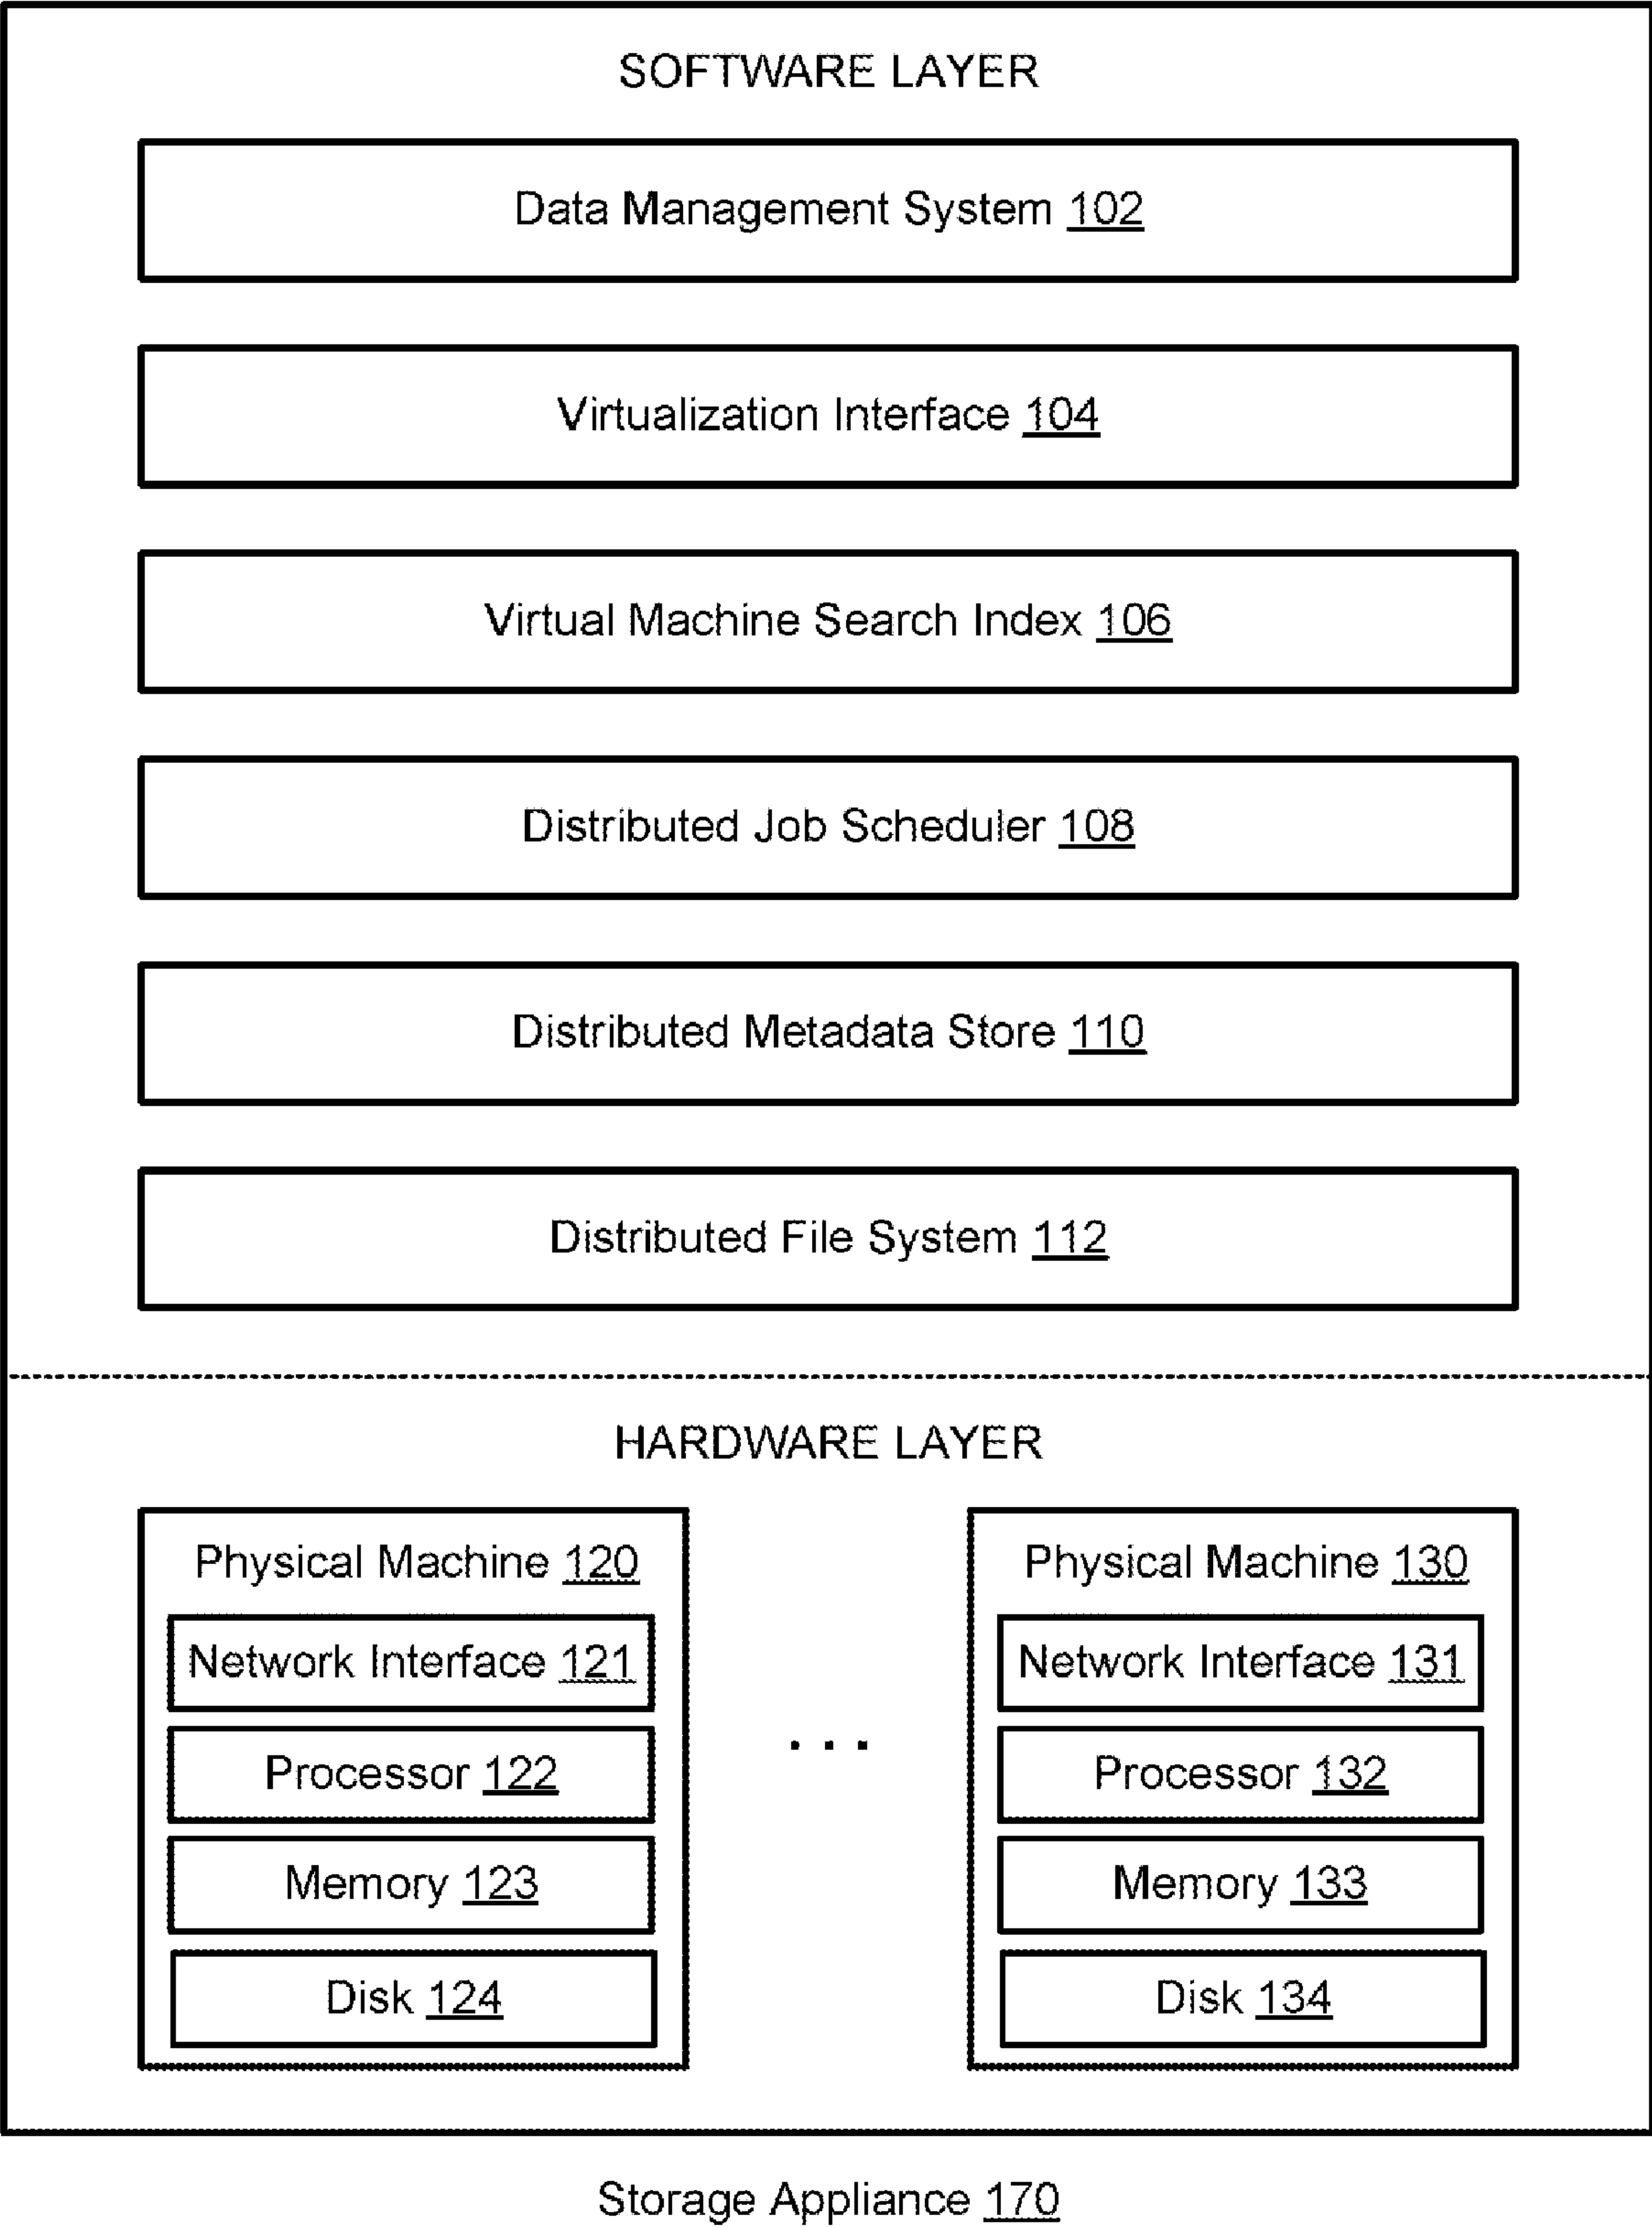 SOFTWARE LAYER
Data Management System 102
Virtualization Interface 104
Virtual Machine Search Index 106
Distributed Job Scheduler 108
Distributed Metadata Store 110
Distributed File System 112
HARDWARE LAYER
Physical Machine 120
Network Interface 121
Processor 122
Memory 123
Disk 124
. . .
Physical Machine 130
Network Interface 131
Processor 132
Memory 133
Disk 134
Storage Appliance 170